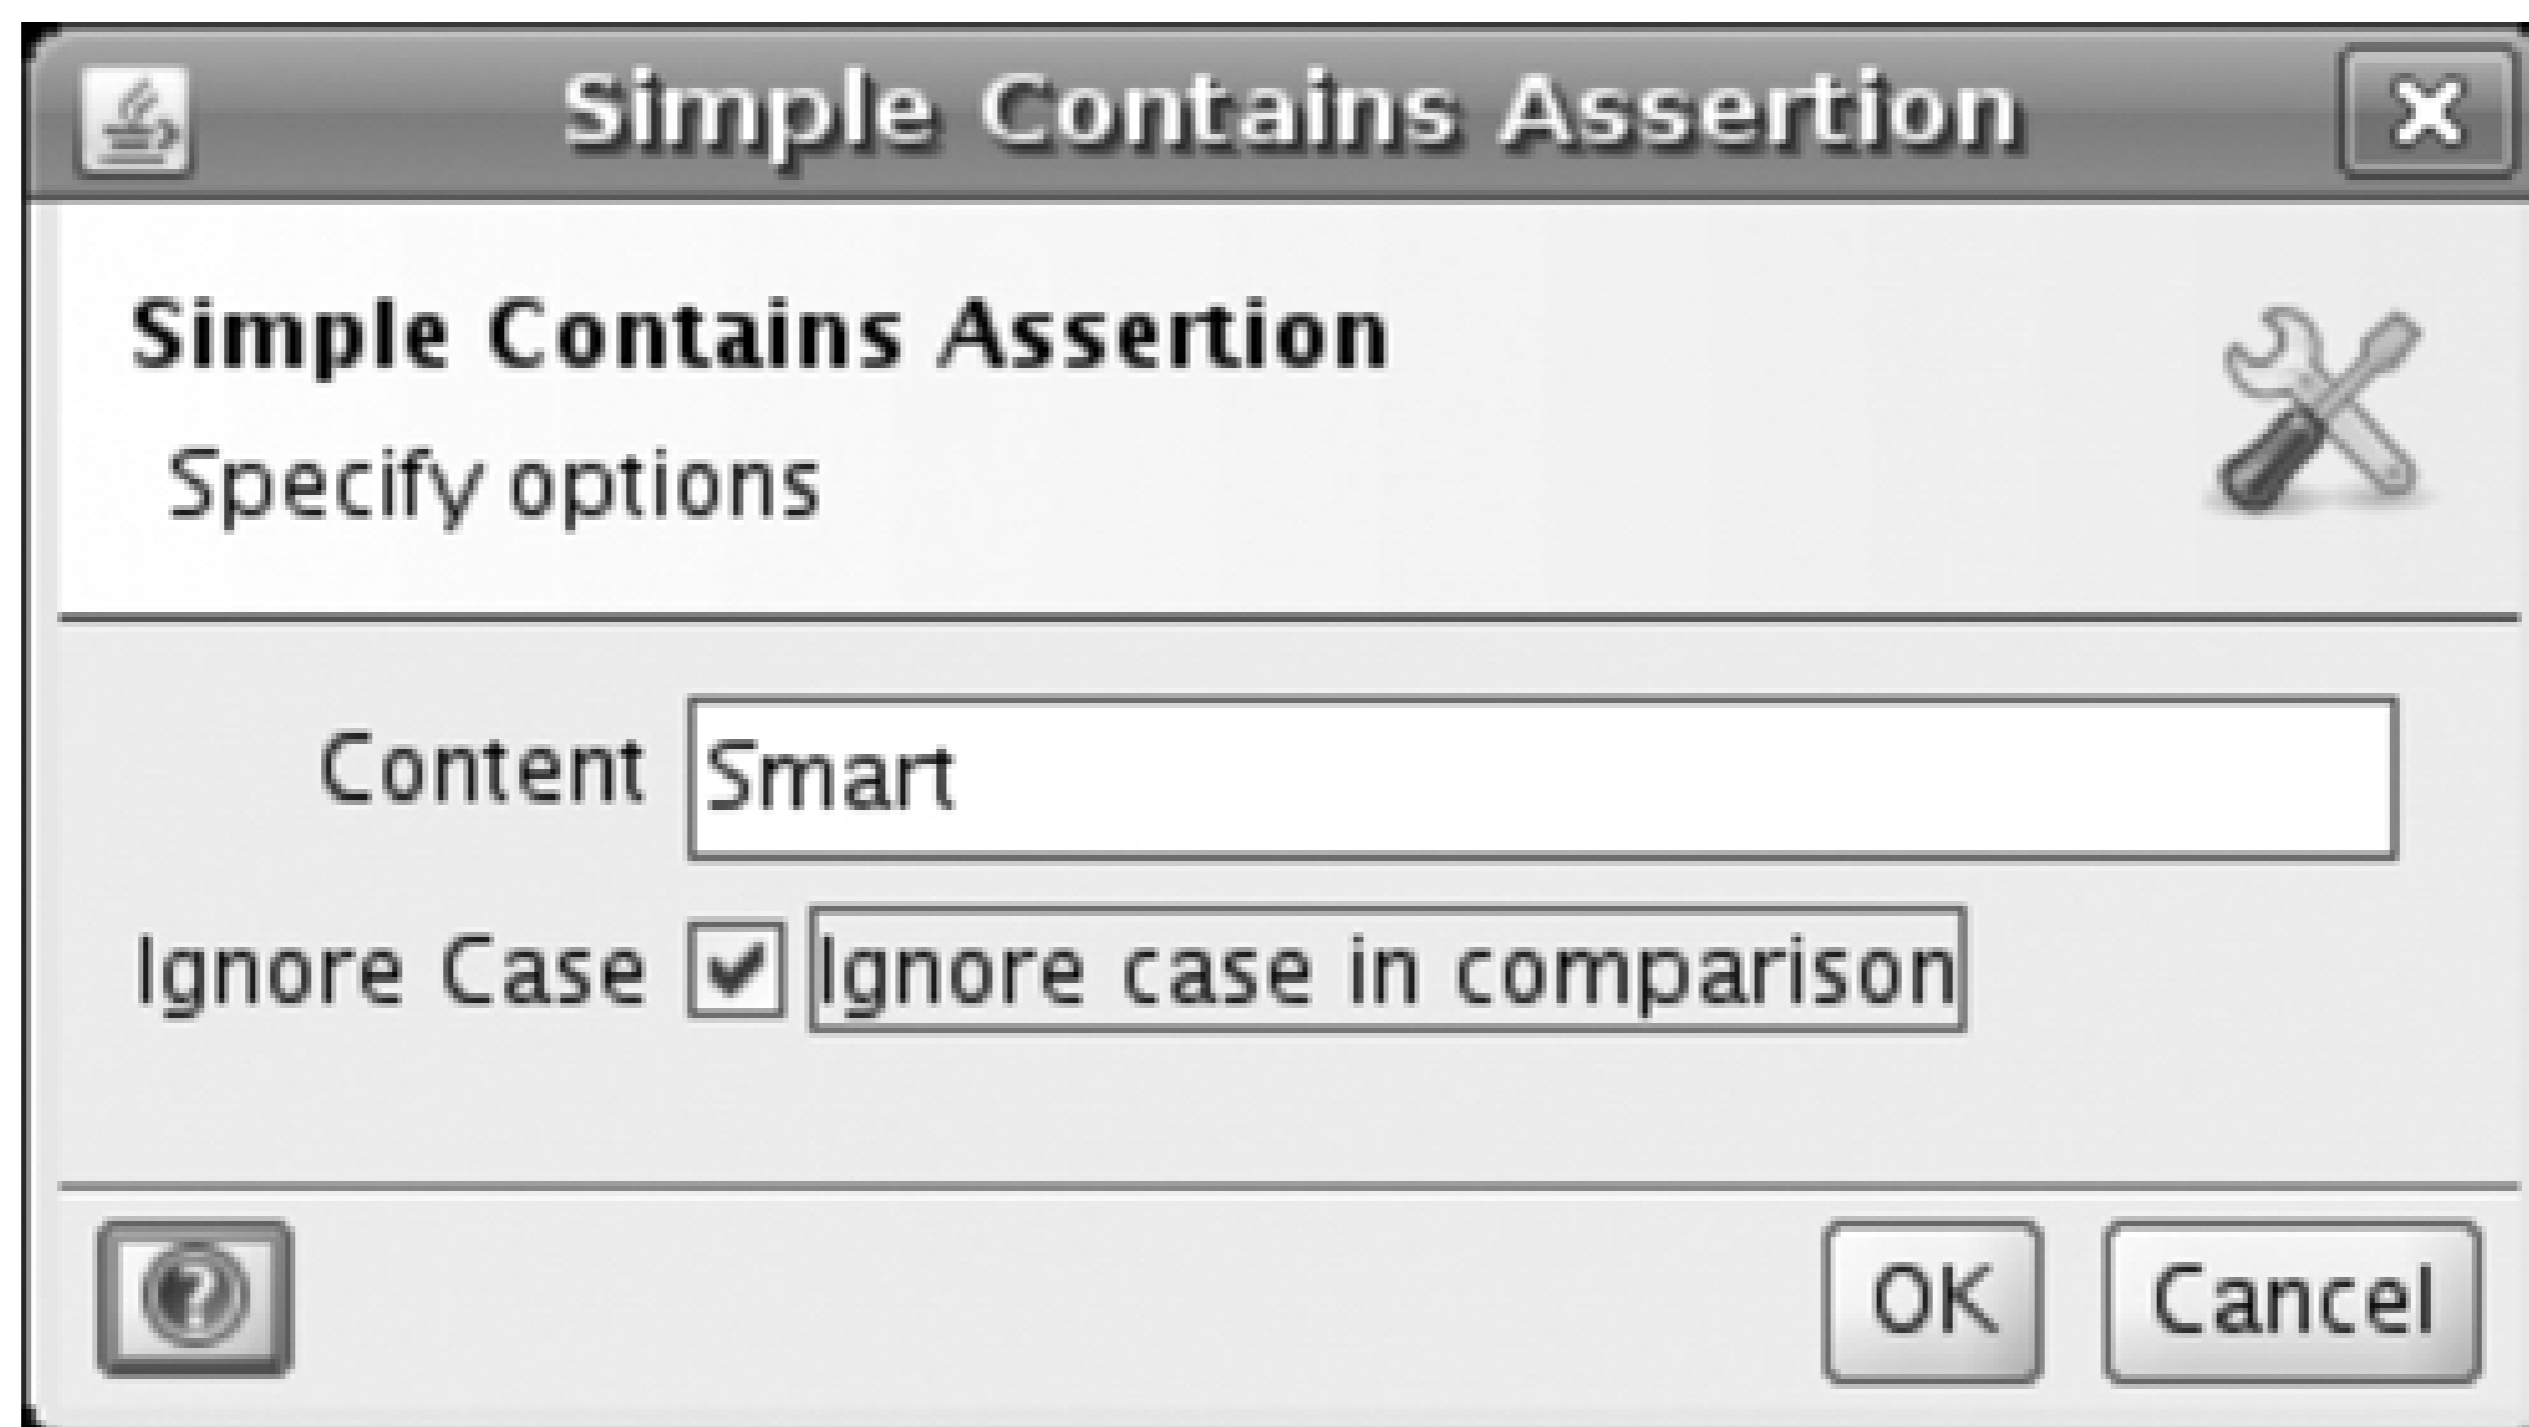 Simple Contains Assertion
Simple Contains Assertion
Specify options
Content Smart
Ignore Case Ignore case in comparison
OK Cancel